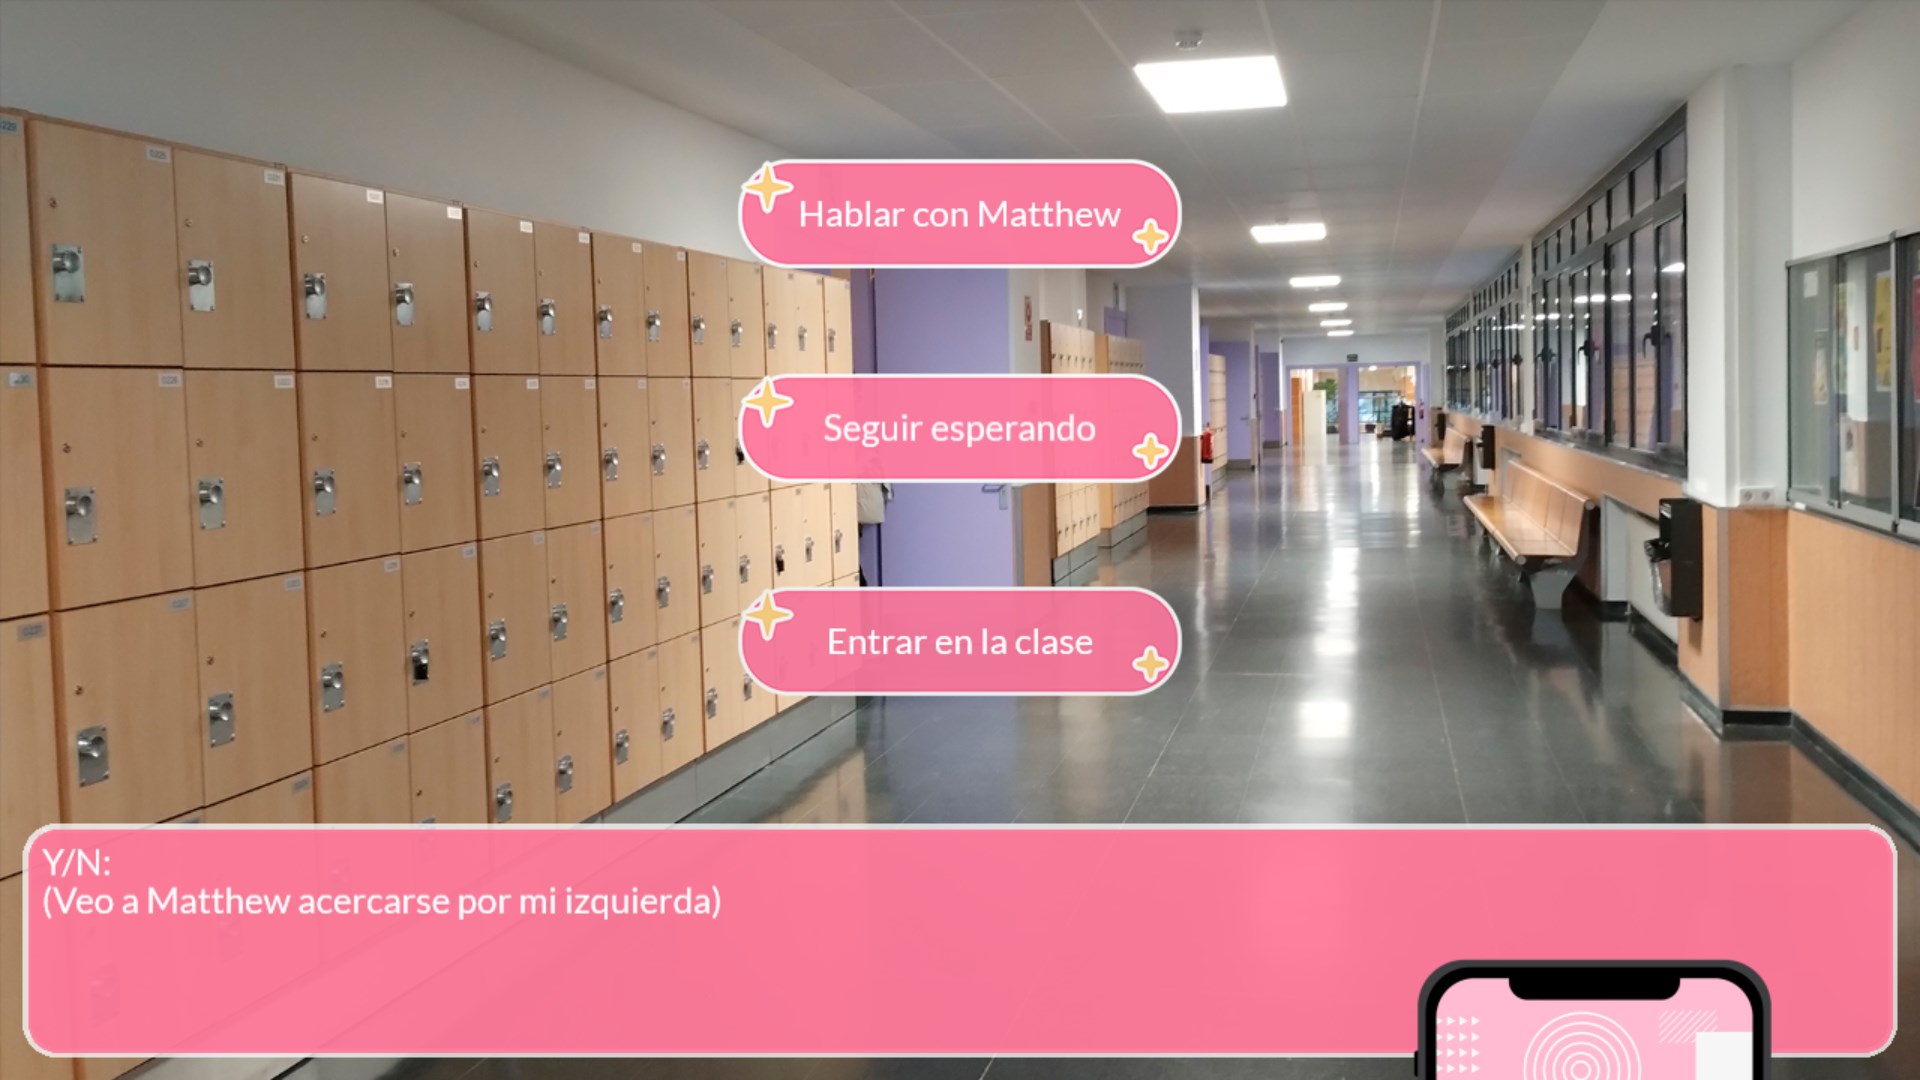 Hablar con Matthew
Seguir esperando
Entrar en la clase
Y/N:
(Veo a Matthew acercarse por mi izquierda)